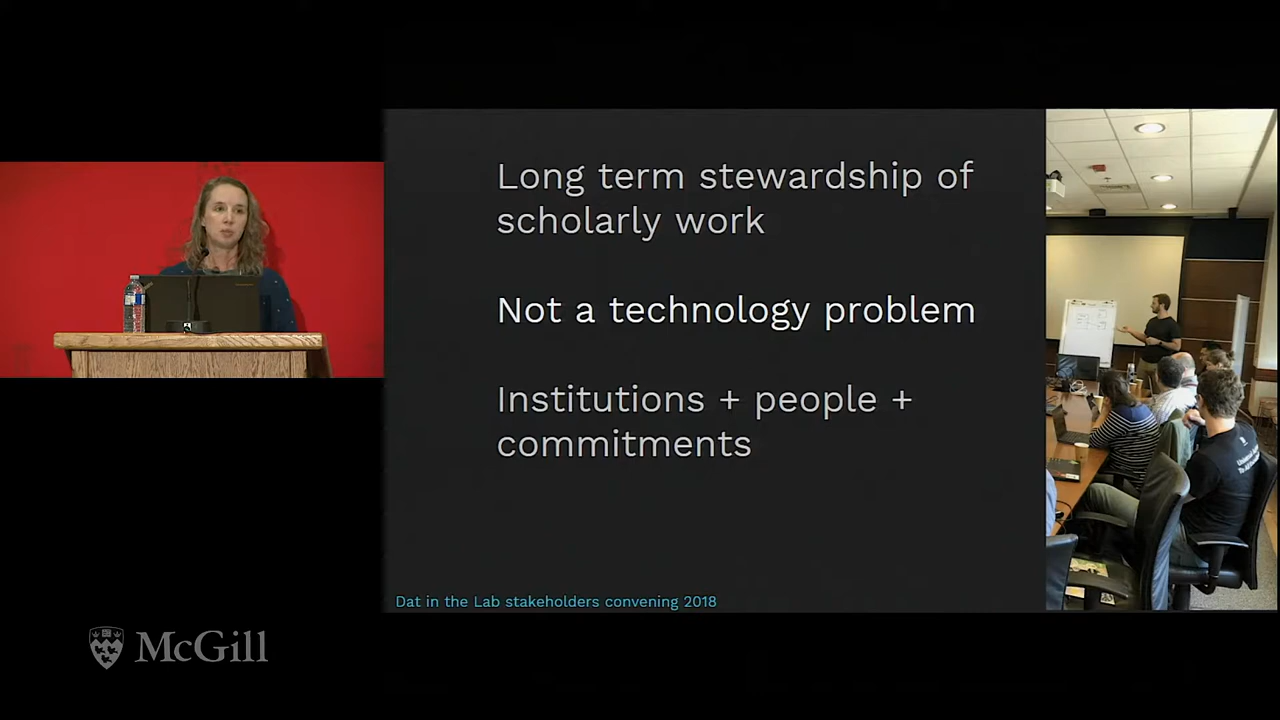 Long term stewardship of
scholarly work
Not a technology problem
Institutions + people +
commitments
Dat in the Lab stakeholders convening 2018
McGill